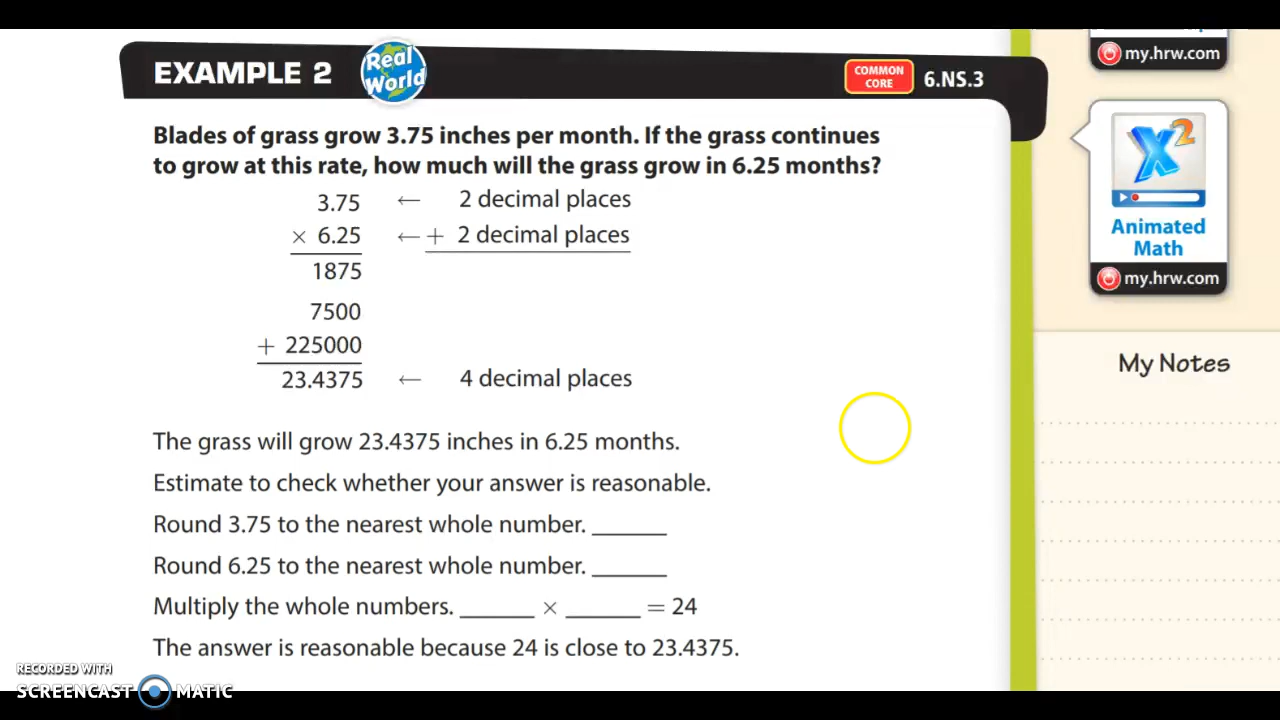 EXAMPLE 2 Real World COMMON CORE 6.NS.3
my.hrw.com
Blades of grass grow 3.75 inches per month. If the grass continues
to grow at this rate, how much will the grass grow in 6.25 months?
3.75 ← 2 decimal places
× 6.25 ← + 2 decimal places
1875
7500
+ 225000
23.4375 ← 4 decimal places
The grass will grow 23.4375 inches in 6.25 months.
Estimate to check whether your answer is reasonable.
Round 3.75 to the nearest whole number. ______
Round 6.25 to the nearest whole number. ______
Multiply the whole numbers. ______ × ______ = 24
The answer is reasonable because 24 is close to 23.4375.
X2
Animated
Math
my.hrw.com
My Notes
RECORDED WITH
SCREENCAST MATIC